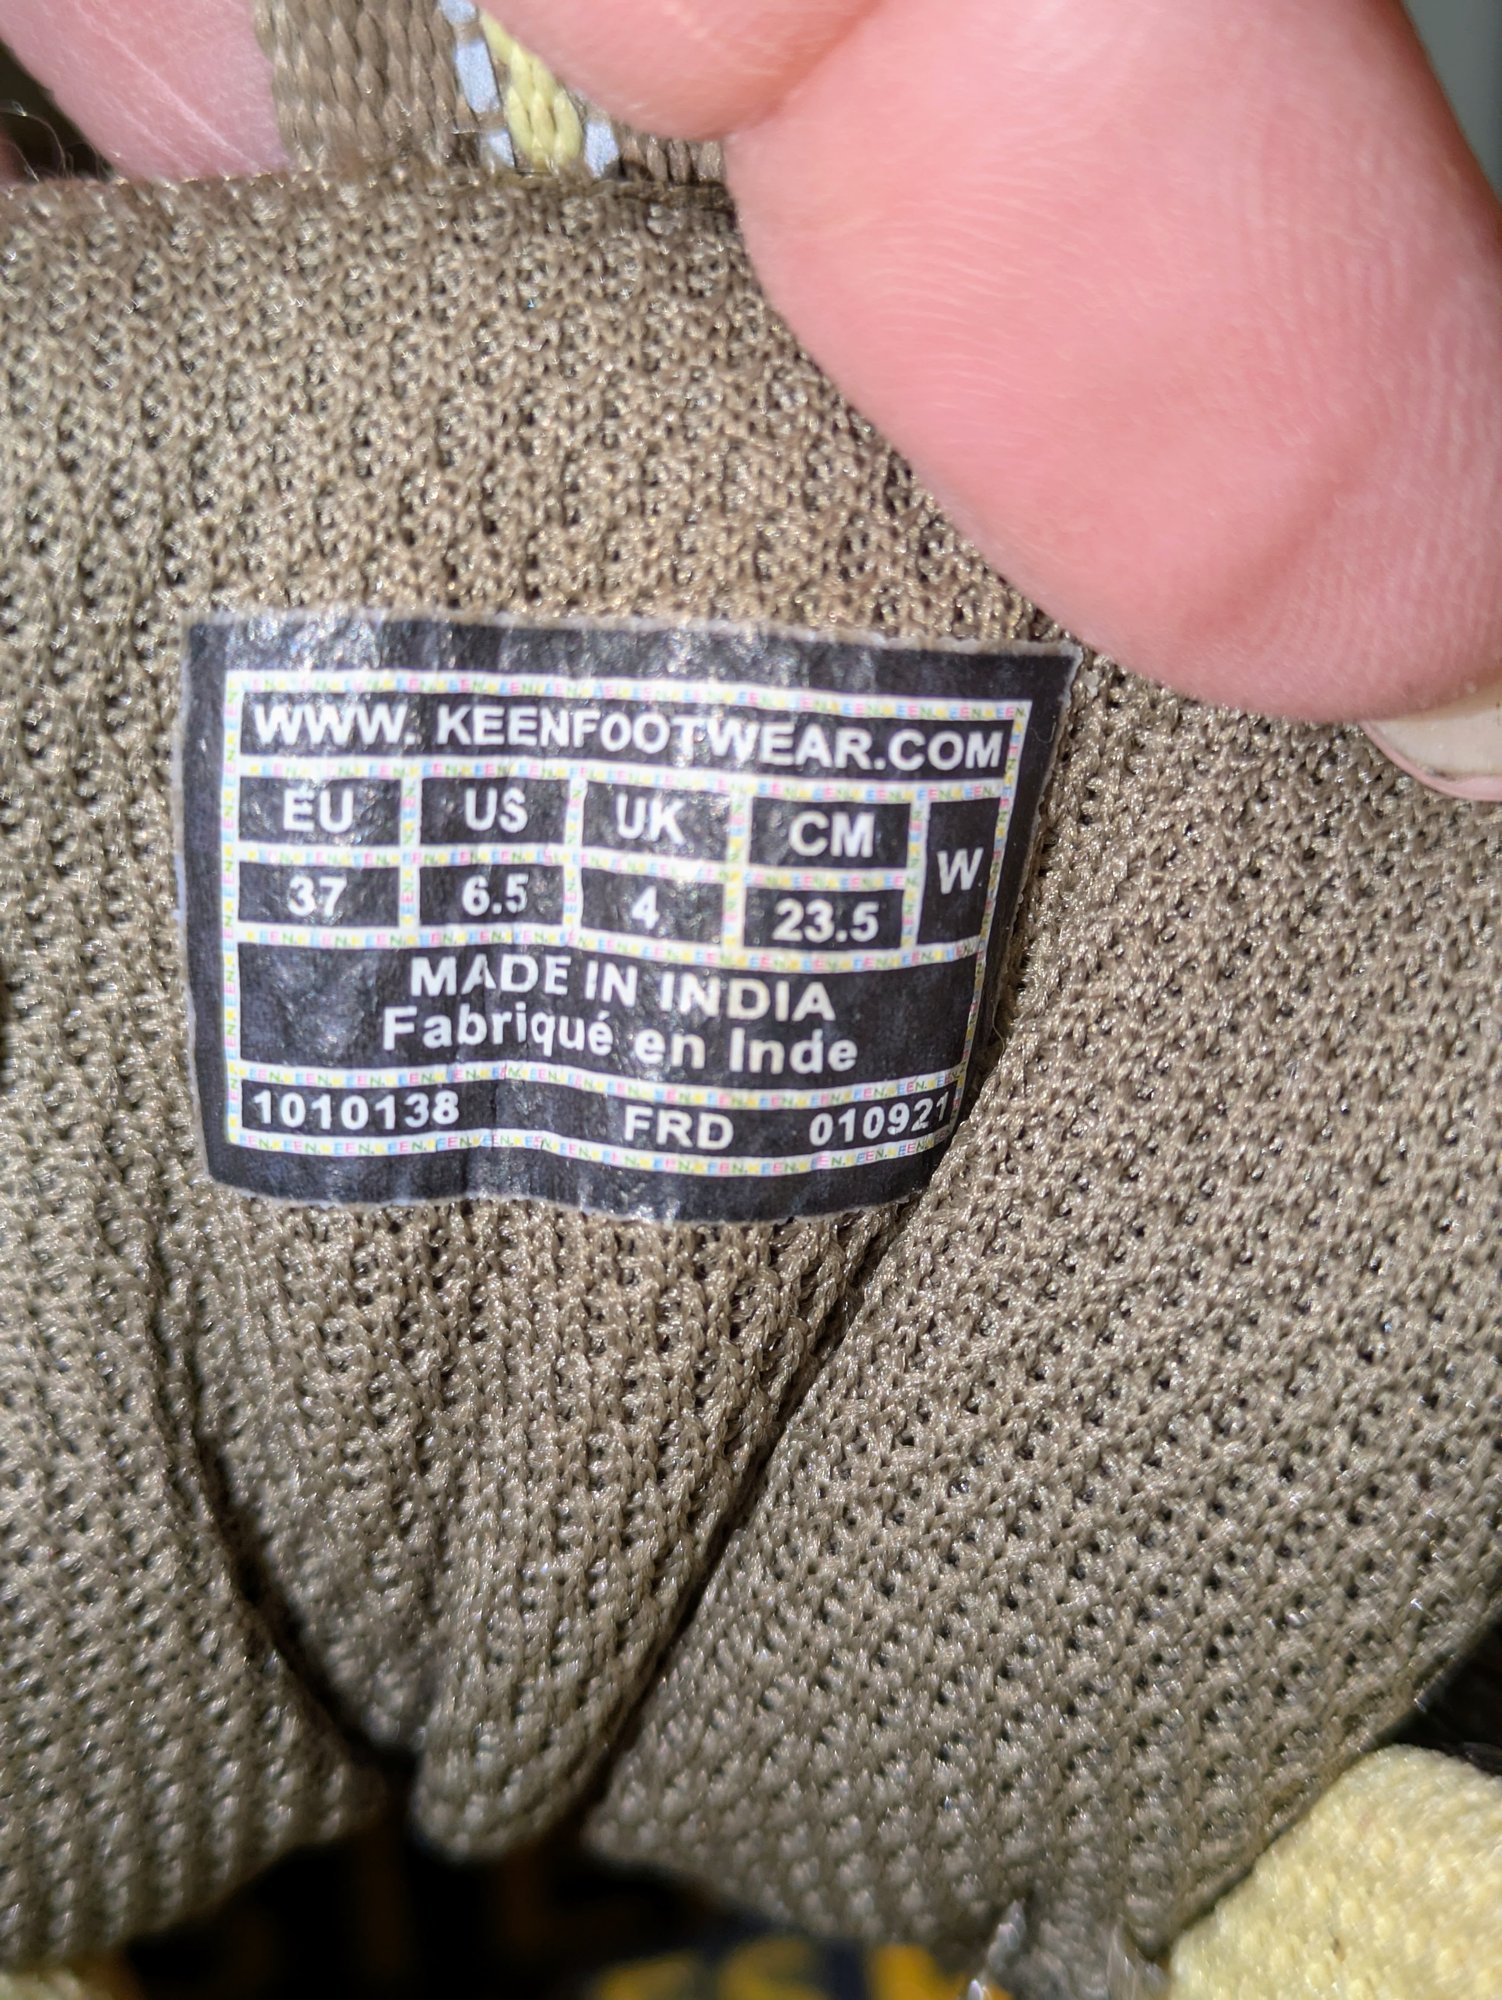 WWW. KEENFOOTWEAR.COM
EU US UK CM W
37 6.5 4 23.5
MADE IN INDIA
Fabriqué en Inde
1010138 FRD 010921